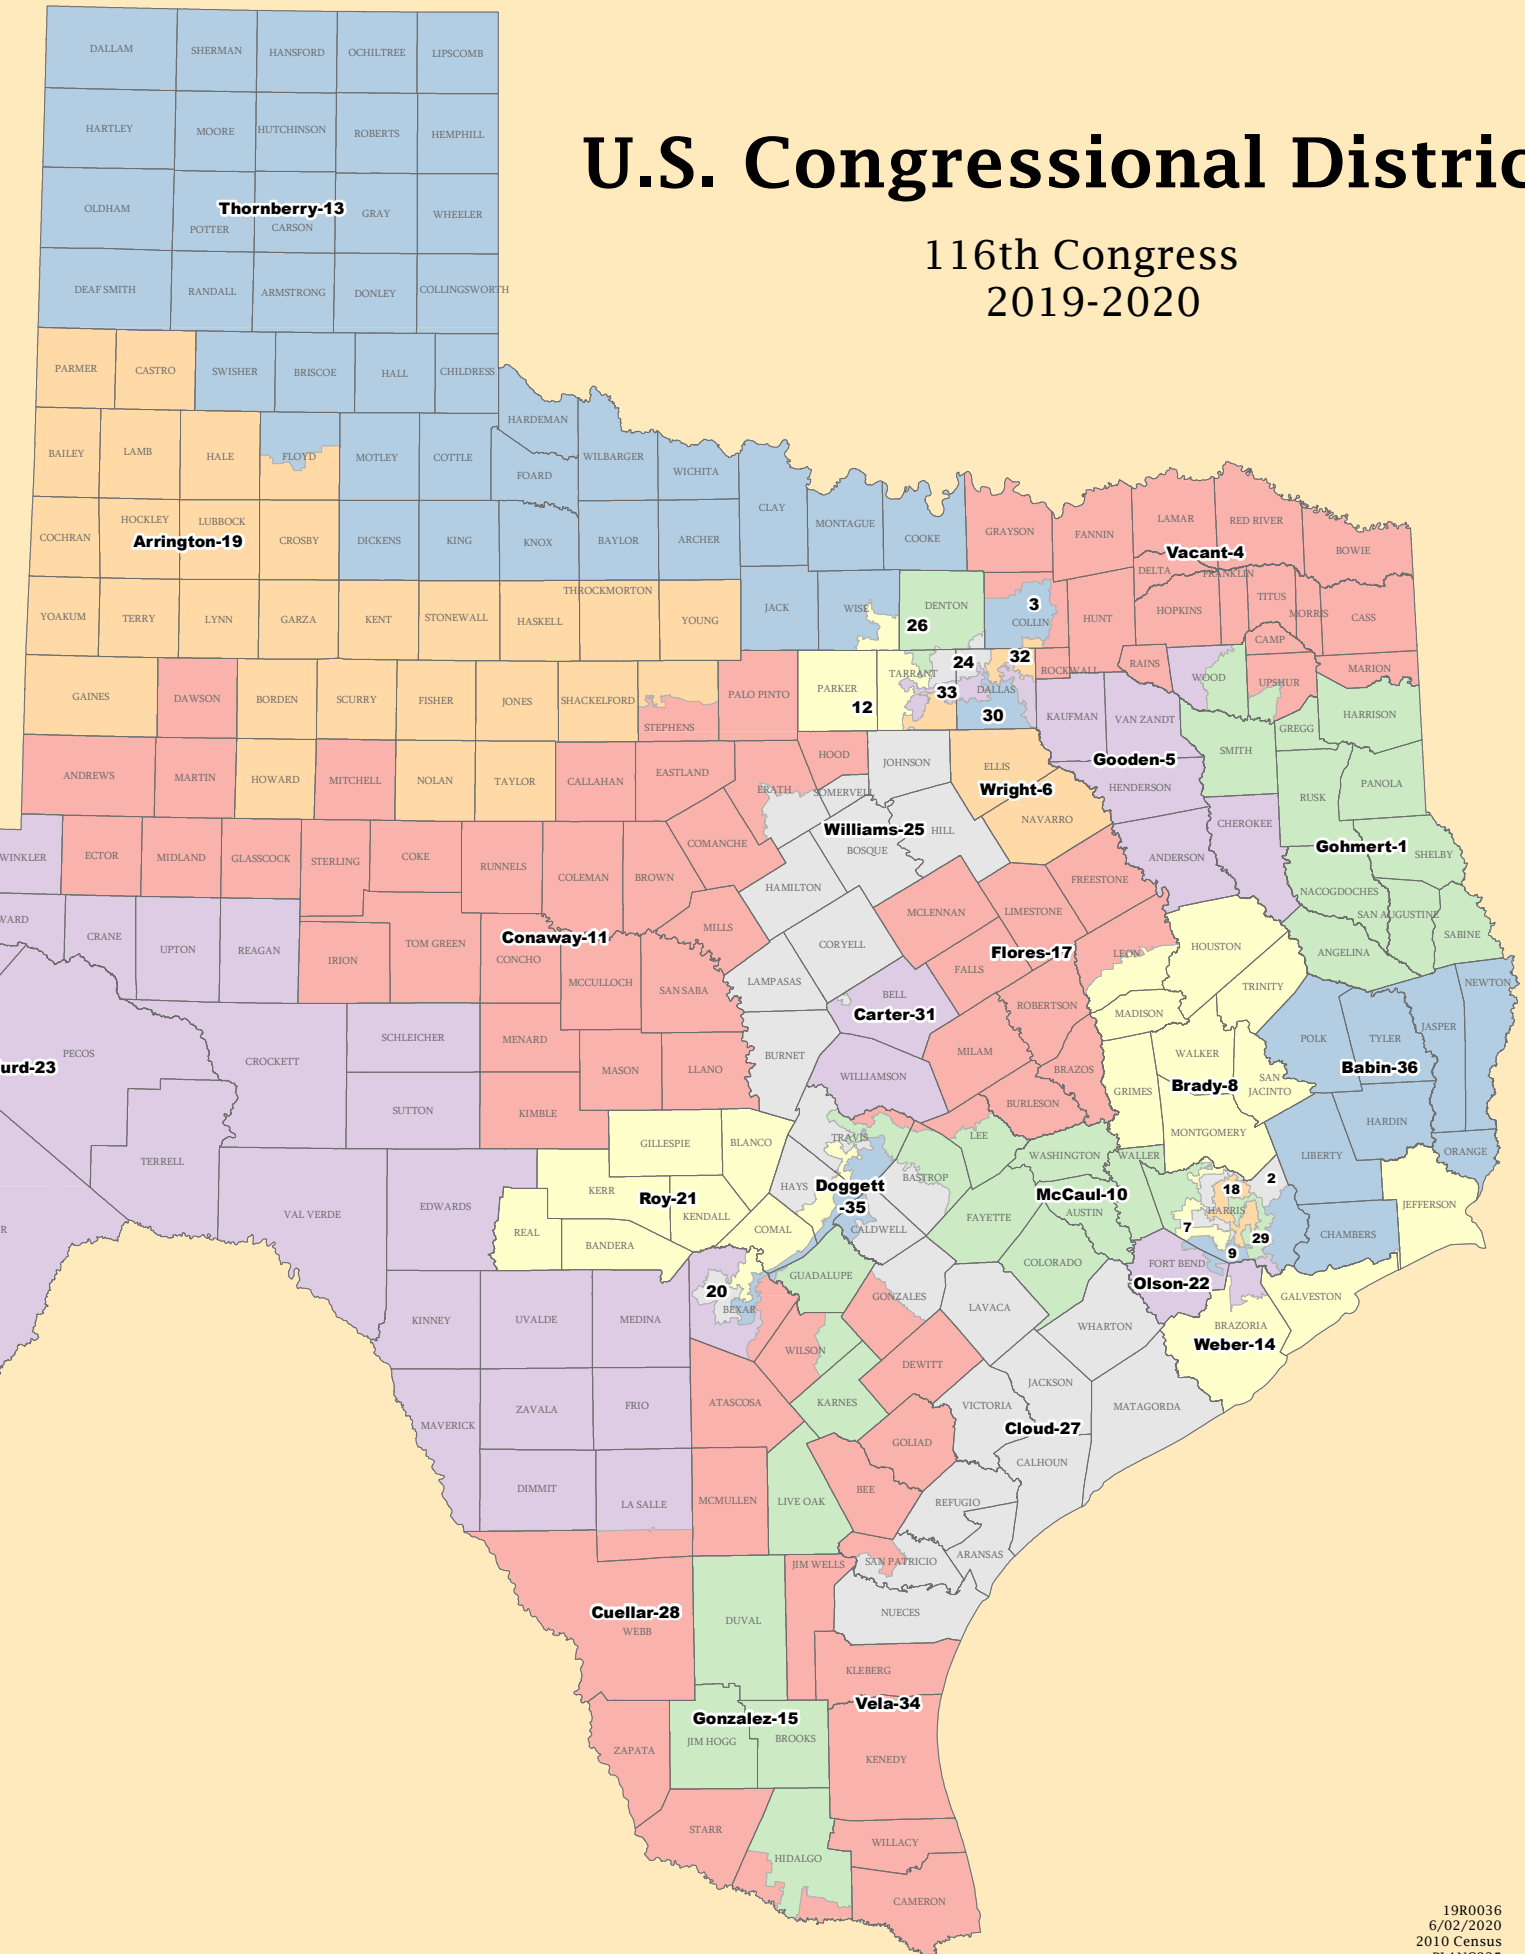 U.S. Congressional Distric
116th Congress
2019-2020
DALLAM
SHERMAN
HANSFORD
OCHILTREE
LIPSCOMB
HARTLEY
MOORE
HUTCHINSON
ROBERTS
HEMPHILL
OLDHAM
POTTER
Thornberry-13
CARSON
GRAY
WHEELER
DEAF SMITH
RANDALL
ARMSTRONG
DONLEY
COLLINGSWORTH
PARMER
CASTRO
SWISHER
BRISCOE
HALL
CHILDRESS
HARDEMAN
BAILEY
LAMB
HALE
FLOYD
MOTLEY
COTTLE
FOARD
WILBARGER
WICHITA
CLAY
MONTAGUE
COOKE
GRAYSON
FANNIN
LAMAR
RED RIVER
BOWIE
Vacant-4
DELTA
FRANKLIN
COCHRAN
HOCKLEY
LUBBOCK
Arrington-19
CROSBY
DICKENS
KING
KNOX
BAYLOR
ARCHER
YOAKUM
TERRY
LYNN
GARZA
KENT
STONEWALL
HASKELL
THROCKMORTON
YOUNG
JACK
WISE
DENTON
26
3
COLLIN
HUNT
HOPKINS
TITUS
MORRIS
CASS
CAMP
GAINES
DAWSON
BORDEN
SCURRY
FISHER
JONES
SHACKELFORD
STEPHENS
PALO PINTO
PARKER
12
TARRANT
24
33
32
DALLAS
30
ROCKWALL
RAINS
WOOD
UPSHUR
MARION
KAUFMAN
VAN ZANDT
GREGG
HARRISON
ANDREWS
MARTIN
HOWARD
MITCHELL
NOLAN
TAYLOR
CALLAHAN
EASTLAND
HOOD
JOHNSON
ELLIS
Wright-6
Gooden-5
HENDERSON
SMITH
RUSK
PANOLA
ERATH
SOMERVELL
NAVARRO
CHEROKEE
WINKLER
ECTOR
MIDLAND
GLASSCOCK
STERLING
COKE
RUNNELS
COLEMAN
BROWN
COMANCHE
Williams-25
HILL
BOSQUE
ANDERSON
Gohmert-1
SHELBY
HAMILTON
FREESTONE
NACOGDOCHES
SAN AUGUSTINE
WARD
CRANE
UPTON
REAGAN
IRION
TOM GREEN
Conaway-11
CONCHO
MCCULLOCH
MILLS
SAN SABA
CORYELL
MCLENNAN
LIMESTONE
Flores-17
LEON
HOUSTON
ANGELINA
SABINE
LAMPASAS
FALLS
BELL
Carter-31
ROBERTSON
TRINITY
MADISON
NEWTON
POLK
TYLER
JASPER
urd-23
PECOS
CROCKETT
SCHLEICHER
MENARD
MASON
LLANO
BURNET
WILLIAMSON
MILAM
BRAZOS
WALKER
Brady-8
SAN
JACINTO
GRIMES
Babin-36
SUTTON
KIMBLE
BURLESON
MONTGOMERY
HARDIN
TERRELL
GILLESPIE
BLANCO
TRAVIS
LEE
WASHINGTON
WALLER
LIBERTY
ORANGE
VAL VERDE
EDWARDS
KERR
Roy-21
KENDALL
HAYS
Doggett
-35
BASTROP
McCaul-10
AUSTIN
18
2
HARRIS
JEFFERSON
R
REAL
BANDERA
COMAL
CALDWELL
FAYETTE
7
29
9
CHAMBERS
GUADALUPE
COLORADO
FORT BEND
Olson-22
KINNEY
UVALDE
MEDINA
20
BEXAR
GONZALES
LAVACA
WHARTON
GALVESTON
BRAZORIA
Weber-14
WILSON
DEWITT
MAVERICK
ZAVALA
FRIO
ATASCOSA
KARNES
VICTORIA
JACKSON
MATAGORDA
GOLIAD
Cloud-27
CALHOUN
DIMMIT
LA SALLE
MCMULLEN
LIVE OAK
BEE
REFUGIO
JIM WELLS
SAN PATRICIO
ARANSAS
Cuellar-28
WEBB
DUVAL
NUECES
KLEBERG
Vela-34
Gonzalez-15
ZAPATA
JIM HOGG
BROOKS
KENEDY
STARR
HIDALGO
WILLACY
CAMERON
19R0036
6/02/2020
2010 Census